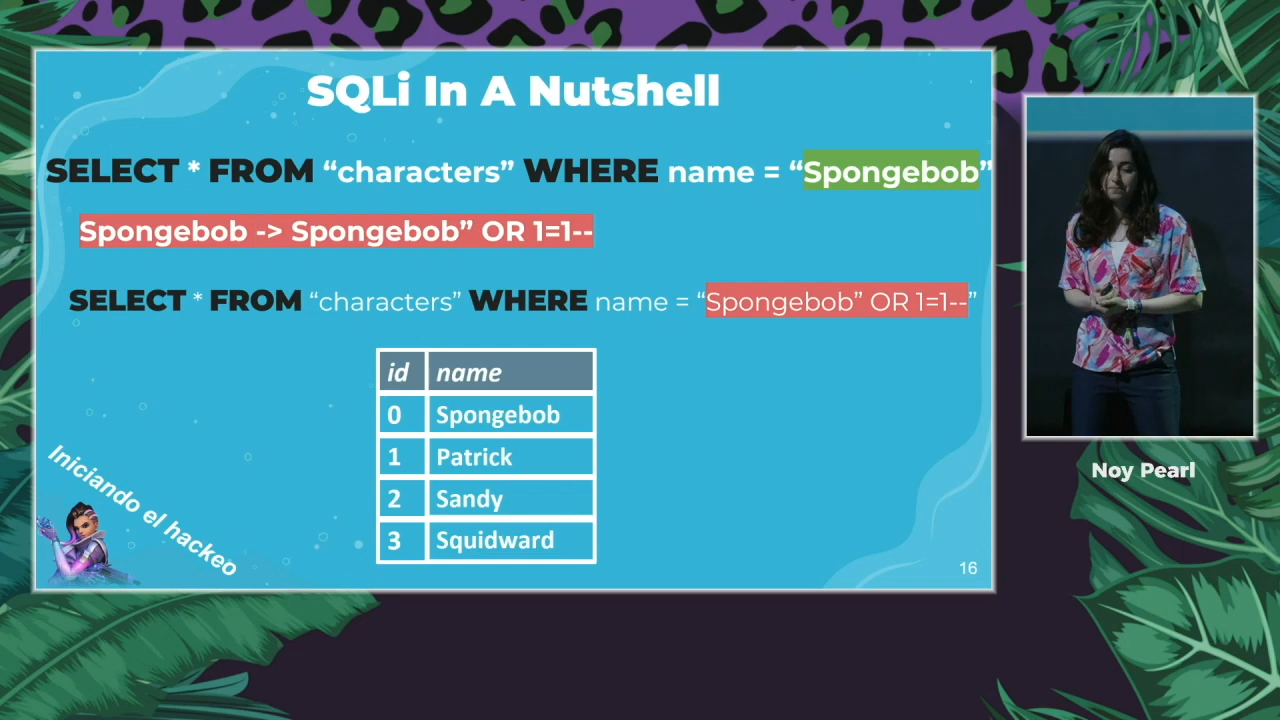 SQLi In A Nutshell
SELECT * FROM “characters” WHERE name = “Spongebob”
Spongebob -> Spongebob” OR 1=1--
SELECT * FROM “characters” WHERE name = “Spongebob” OR 1=1--”
id name
0 Spongebob
1 Patrick
2 Sandy
3 Squidward
Iniciando el hackeo
16
Noy Pearl